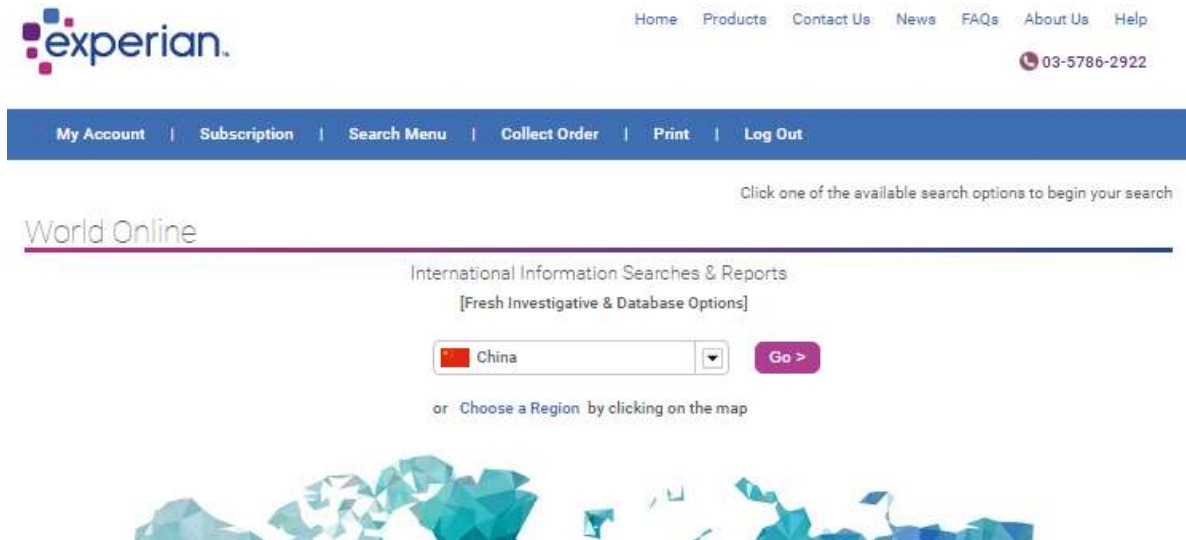 Home Products Contact Us News FAQs About Us Help
experian™
03-5786-2922
My Account | Subscription | Search Menu | Collect Order | Print | Log Out
Click one of the available search options to begin your search
World Online
International Information Searches & Reports
[Fresh Investigative & Database Options]
China Go >
or Choose a Region by clicking on the map